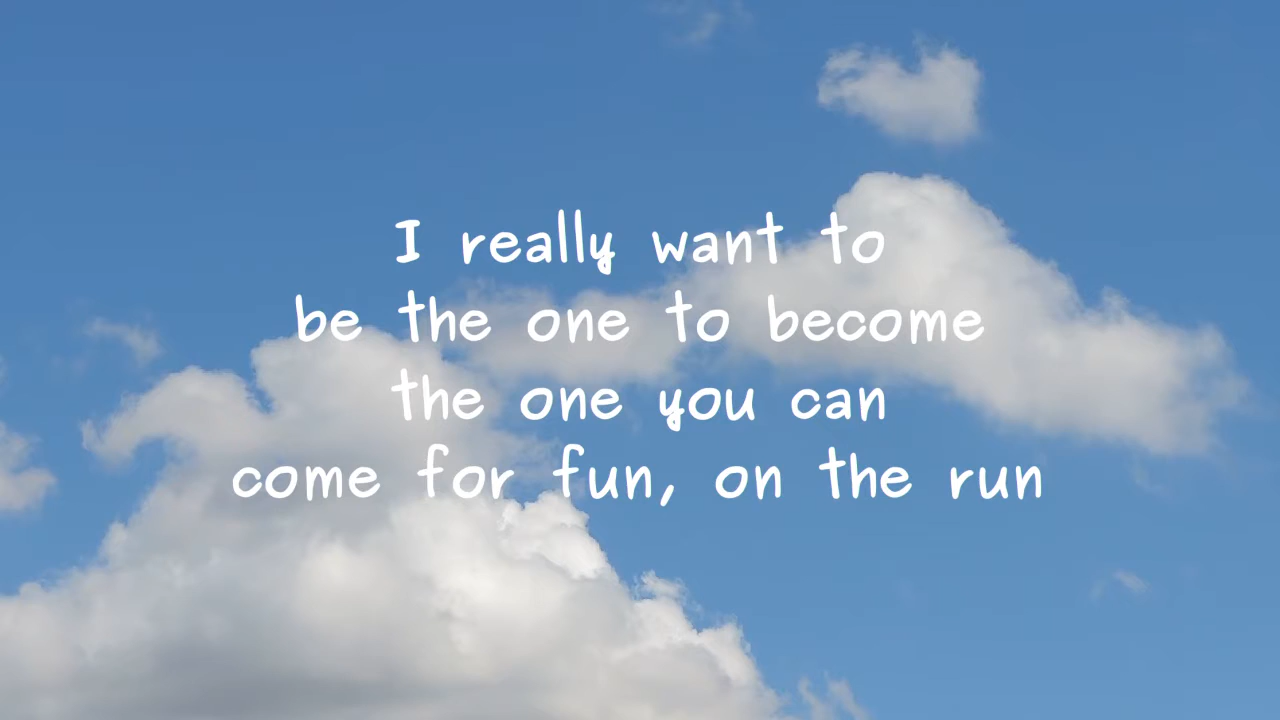 I really want to
be the one to become
the one you can
come for fun, on the run